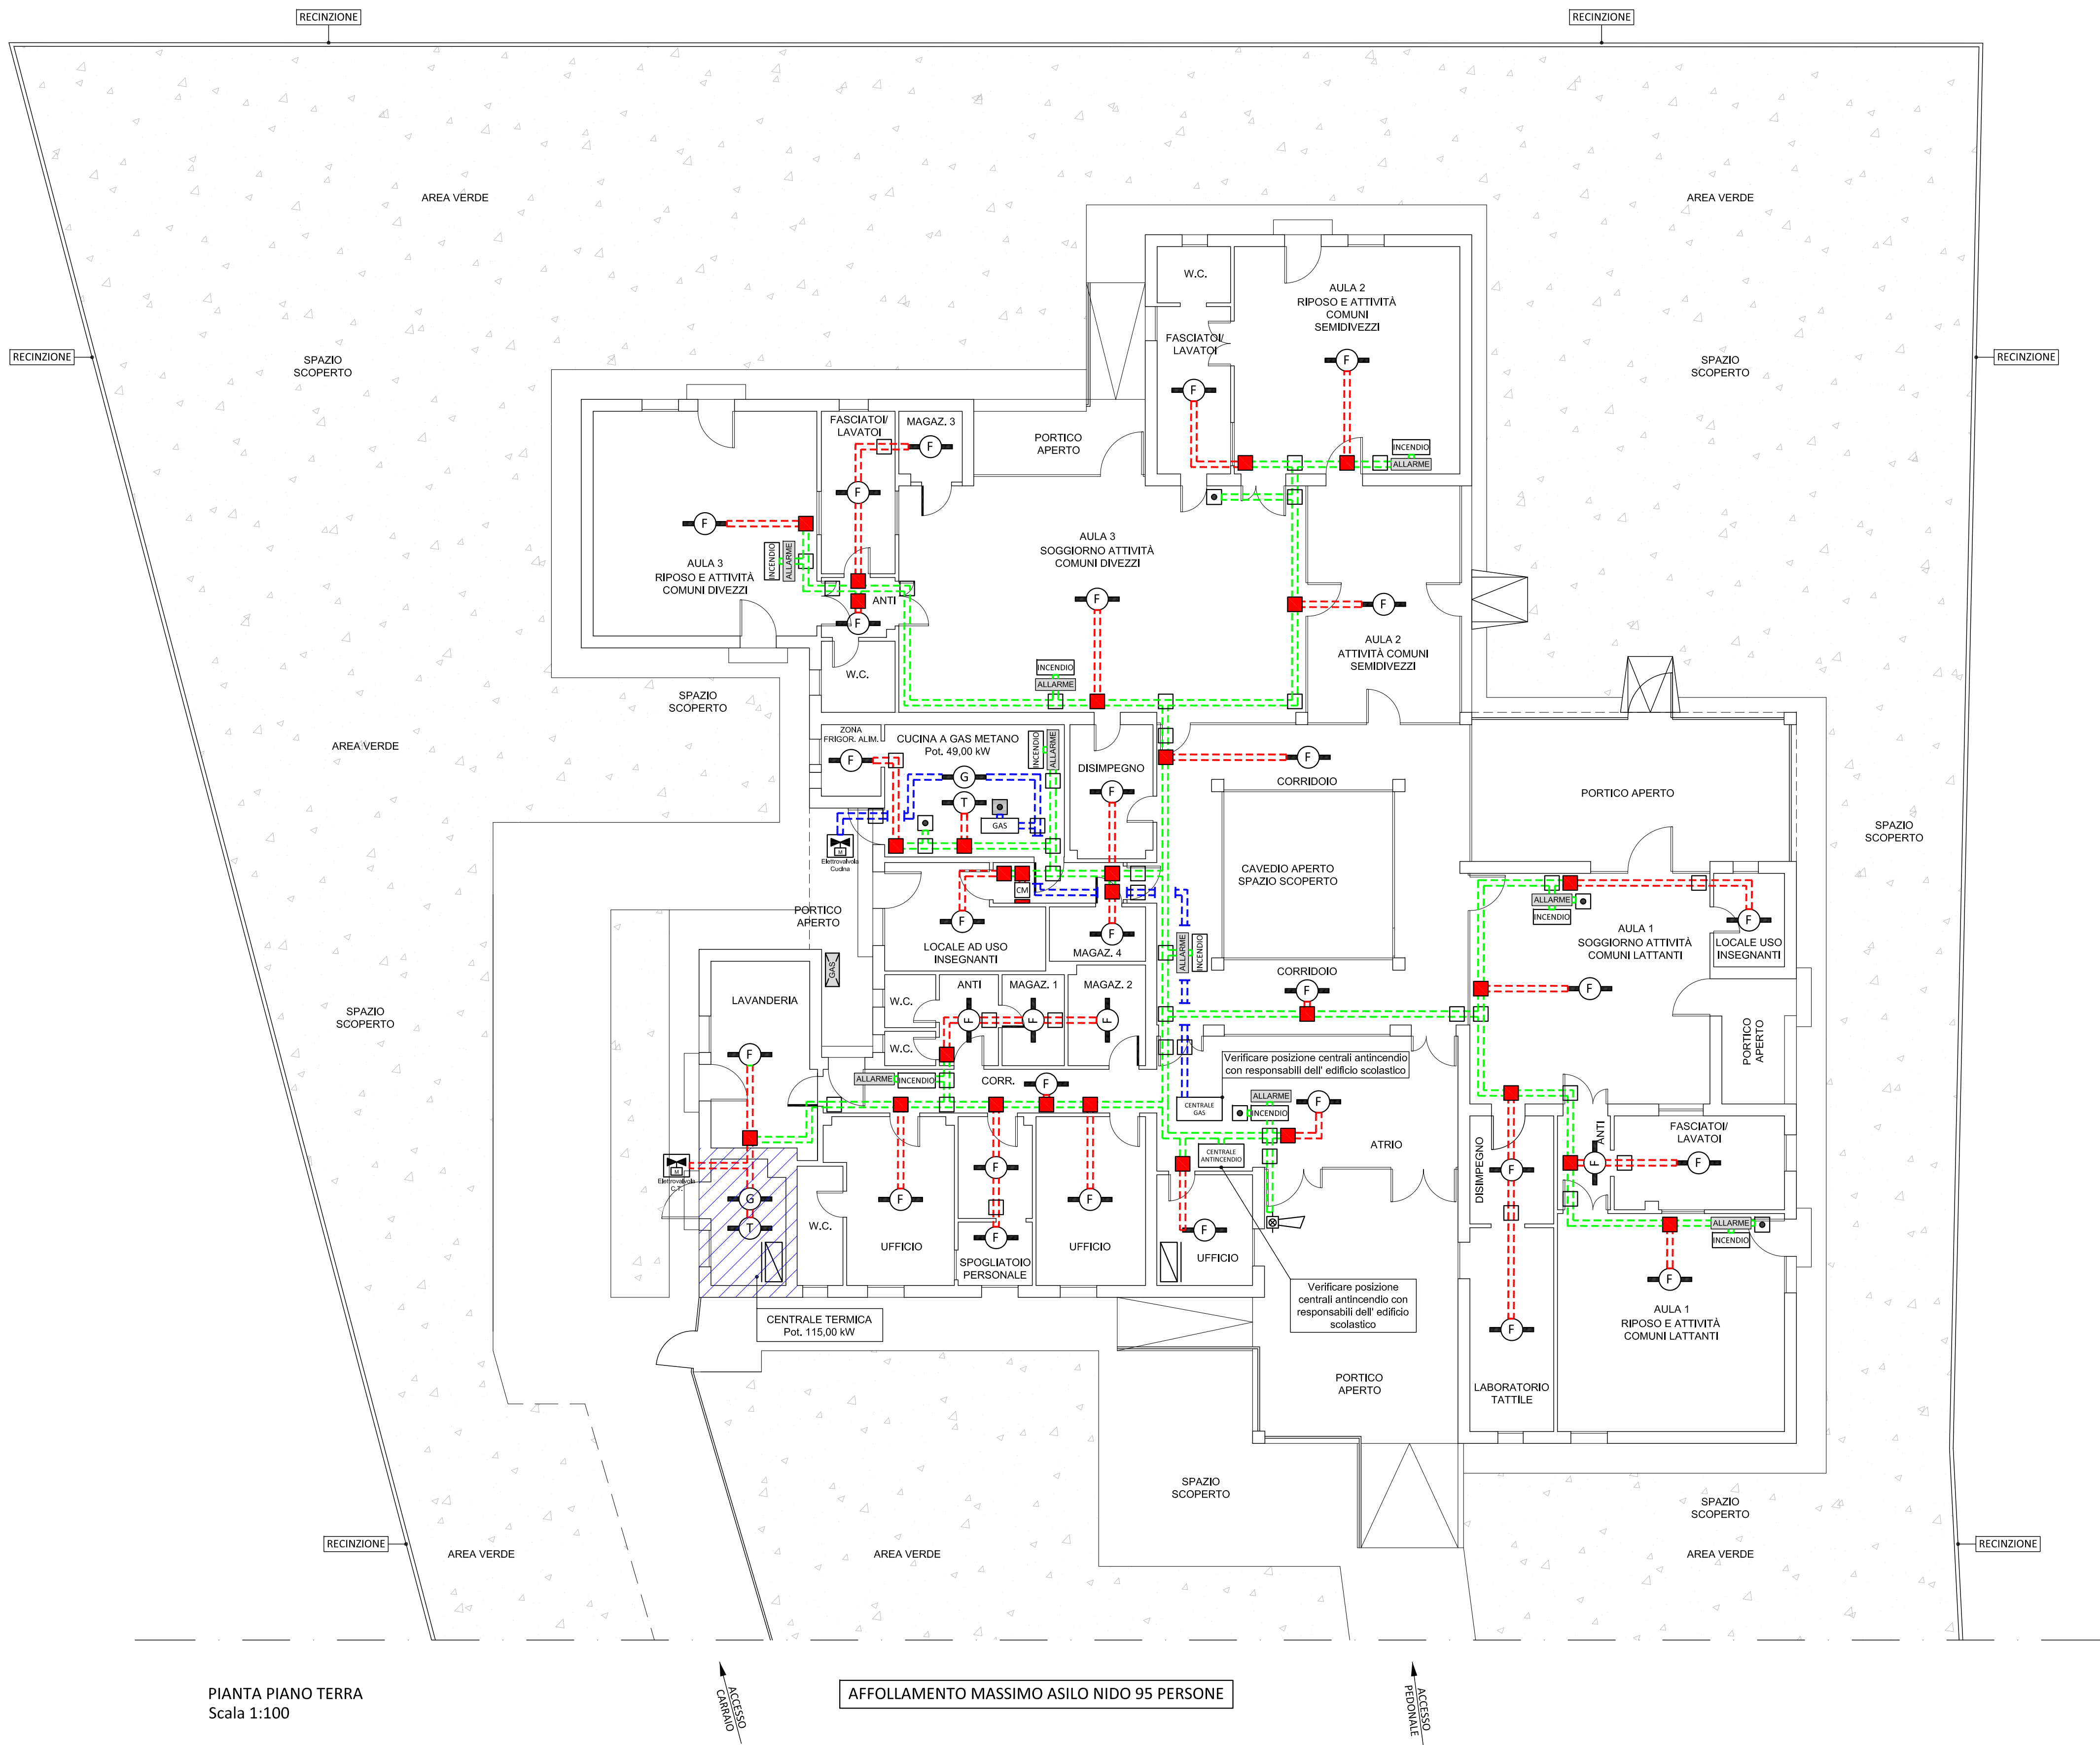 RECINZIONE
RECINZIONE
AREA VERDE
AREA VERDE
W.C.
AULA 2
RIPOSO E ATTIVITÀ
COMUNI
SEMIDIVEZZI
FASCIATOI/
LAVATOI
RECINZIONE
SPAZIO
SCOPERTO
F
F
SPAZIO
SCOPERTO
RECINZIONE
FASCIATOI/
LAVATOI
MAGAZ. 3
F
PORTICO
APERTO
INCENDIO
ALLARME
F
F
AULA 3
SOGGIORNO ATTIVITÀ
COMUNI DIVEZZI
INCENDIO
ALLARME
AULA 3
RIPOSO E ATTIVITÀ
COMUNI DIVEZZI
ANTI
F
F
F
AULA 2
ATTIVITÀ COMUNI
SEMIDIVEZZI
W.C.
INCENDIO
ALLARME
SPAZIO
SCOPERTO
AREA VERDE
ZONA
FRIGOR. ALIM.
F
CUCINA A GAS METANO
Pot. 49,00 kW
INCENDIO
ALLARME
G
T
GAS
M
Elettrovalvola
Cucina
DISIMPEGNO
F
F
CORRIDOIO
PORTICO APERTO
SPAZIO
SCOPERTO
CAVEDIO APERTO
SPAZIO SCOPERTO
CM
PORTICO
APERTO
F
LOCALE AD USO
INSEGNANTI
F
MAGAZ. 4
ALLARME
INCENDIO
ALLARME
INCENDIO
AULA 1
SOGGIORNO ATTIVITÀ
COMUNI LATTANTI
F
F
LOCALE USO
INSEGNANTI
GAS
LAVANDERIA
F
W.C.
ANTI
MAGAZ. 1
MAGAZ. 2
F
F
F
W.C.
CORRIDOIO
F
SPAZIO
SCOPERTO
PORTICO
APERTO
ALLARME
INCENDIO
CORR.
F
Verificare posizione centrali antincendio
con responsabili dell' edificio scolastico
CENTRALE
GAS
ALLARME
INCENDIO
F
ATRIO
CENTRALE
ANTINCENDIO
DISIMPEGNO
F
ANTI
F
FASCIATOI/
LAVATOI
F
M
Elettrovalvola
C.T.
G
T
W.C.
F
UFFICIO
F
F
SPOGLIATOIO
PERSONALE
F
UFFICIO
F
UFFICIO
ALLARME
INCENDIO
F
AULA 1
RIPOSO E ATTIVITÀ
COMUNI LATTANTI
CENTRALE TERMICA
Pot. 115,00 kW
Verificare posizione
centrali antincendio con
responsabili dell' edificio
scolastico
F
LABORATORIO
TATTILE
PORTICO
APERTO
SPAZIO
SCOPERTO
SPAZIO
SCOPERTO
RECINZIONE
AREA VERDE
AREA VERDE
AREA VERDE
RECINZIONE
PIANTA PIANO TERRA
Scala 1:100
ACCESSO
CARRAIO
AFFOLLAMENTO MASSIMO ASILO NIDO 95 PERSONE
ACCESSO
PEDONALE